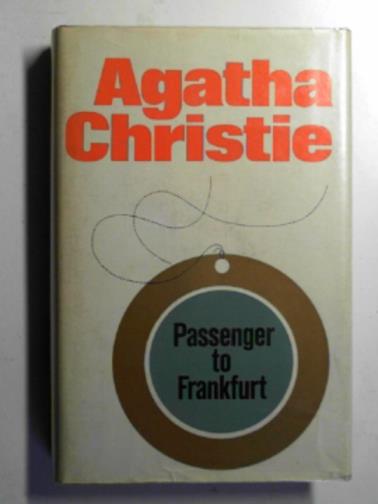 Agatha
Christie
Passenger
to
Frankfurt